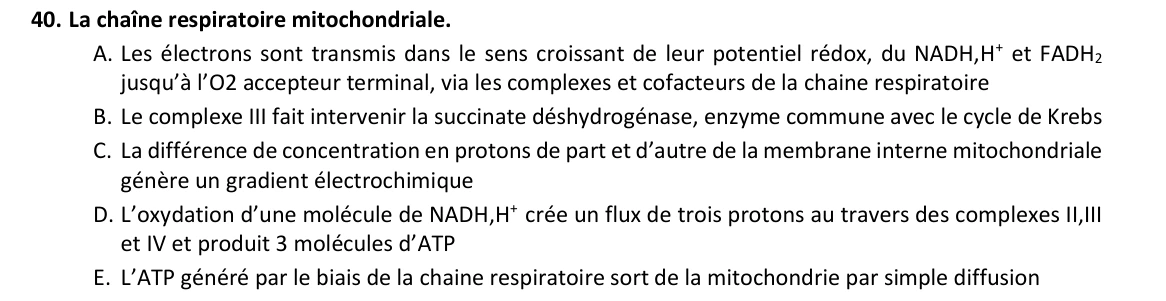 40. La chaîne respiratoire mitochondriale.
A. Les électrons sont transmis dans le sens croissant de leur potentiel rédox, du NADH,H⁺ et FADH₂
jusqu'à l'O2 accepteur terminal, via les complexes et cofacteurs de la chaine respiratoire
B. Le complexe III fait intervenir la succinate déshydrogénase, enzyme commune avec le cycle de Krebs
C. La différence de concentration en protons de part et d'autre de la membrane interne mitochondriale
génère un gradient électrochimique
D. L'oxydation d'une molécule de NADH,H⁺ crée un flux de trois protons au travers des complexes II,III
et IV et produit 3 molécules d'ATP
E. L'ATP généré par le biais de la chaine respiratoire sort de la mitochondrie par simple diffusion